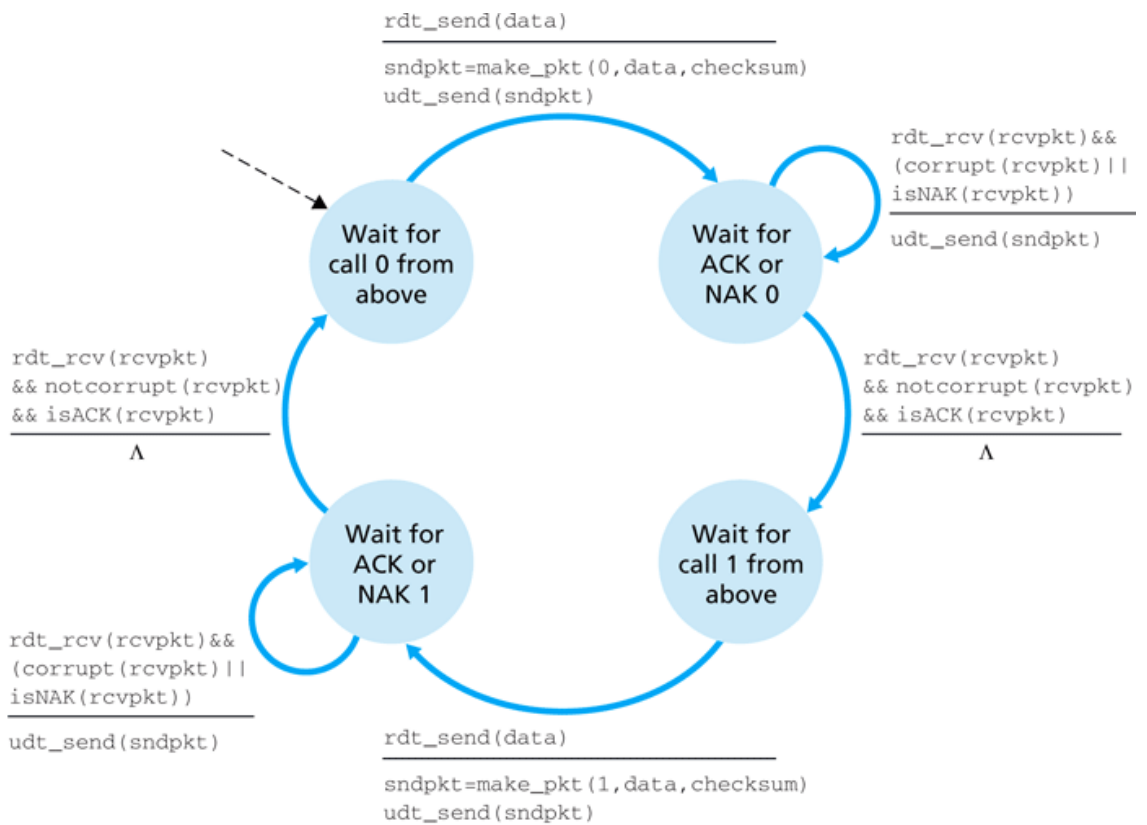 rdt_send(data)
sndpkt=make_pkt(0,data,checksum)
udt_send(sndpkt)
rdt_rcv(rcvpkt)&&
(corrupt(rcvpkt)||
isNAK(rcvpkt))
udt_send(sndpkt)
Wait for
call 0 from
above
Wait for
ACK or
NAK 0
rdt_rcv(rcvpkt)
&& notcorrupt(rcvpkt)
&& isACK(rcvpkt)
Λ
rdt_rcv(rcvpkt)
&& notcorrupt(rcvpkt)
&& isACK(rcvpkt)
Λ
Wait for
ACK or
NAK 1
Wait for
call 1 from
above
rdt_rcv(rcvpkt)&&
(corrupt(rcvpkt)||
isNAK(rcvpkt))
udt_send(sndpkt)
rdt_send(data)
sndpkt=make_pkt(1,data,checksum)
udt_send(sndpkt)